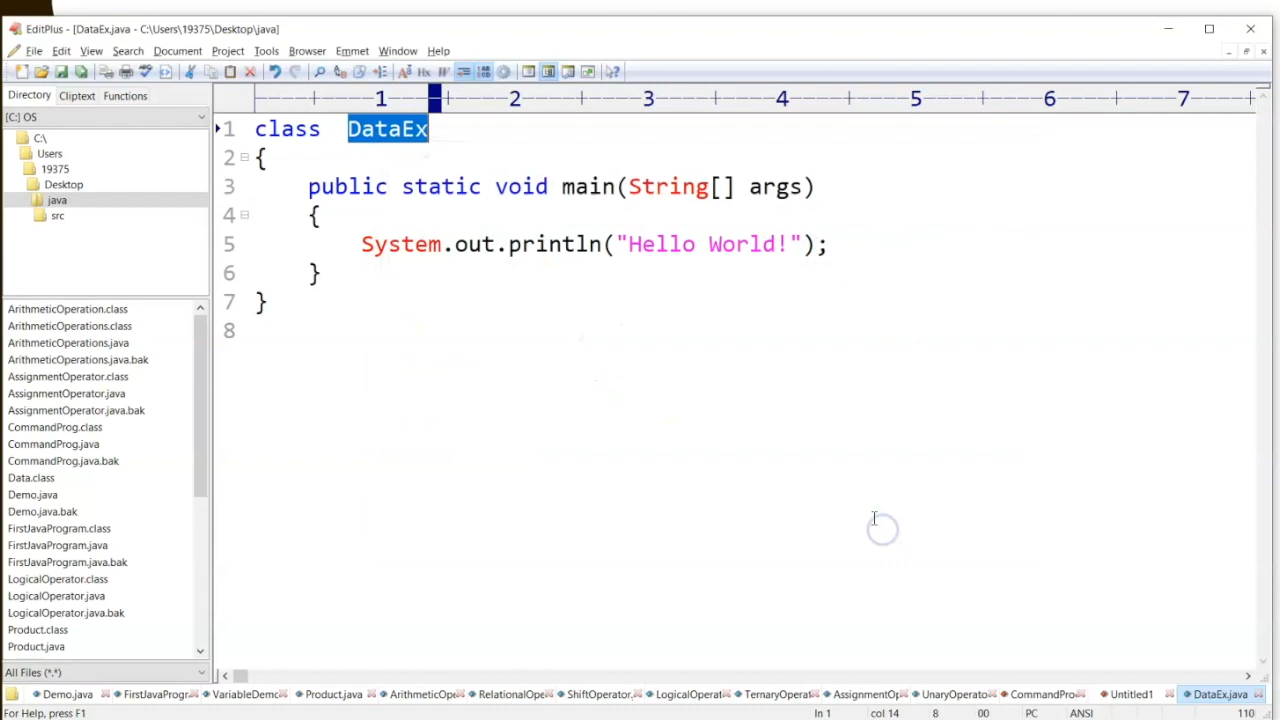 EditPlus - [DataEx.java - C:\Users\19375\Desktop\java]
File Edit View Search Document Project Tools Browser Emmet Window Help
Directory Cliptext Functions
[C:] OS
C:\
Users
19375
Desktop
java
src
ArithmeticOperation.class
ArithmeticOperations.class
ArithmeticOperations.java
ArithmeticOperations.java.bak
AssignmentOperator.class
AssignmentOperator.java
AssignmentOperator.java.bak
CommandProg.class
CommandProg.java
CommandProg.java.bak
Data.class
Demo.java
Demo.java.bak
FirstJavaProgram.class
FirstJavaProgram.java
FirstJavaProgram.java.bak
LogicalOperator.class
LogicalOperator.java
LogicalOperator.java.bak
Product.class
Product.java
All Files (*.*)
1 2 3 4 5 6 7
1 class  DataEx
2 {
3 public static void main(String[] args)
4 {
5 System.out.println("Hello World!");
6 }
7 }
8
Demo.java FirstJavaProgr VariableDemo Product.java ArithmeticOpe RelationalOpe ShiftOperator. LogicalOperat TernaryOperat AssignmentOp UnaryOperato CommandPro Untitled1 DataEx.java
For Help, press F1 ln 1 col 14 8 00 PC ANSI 110